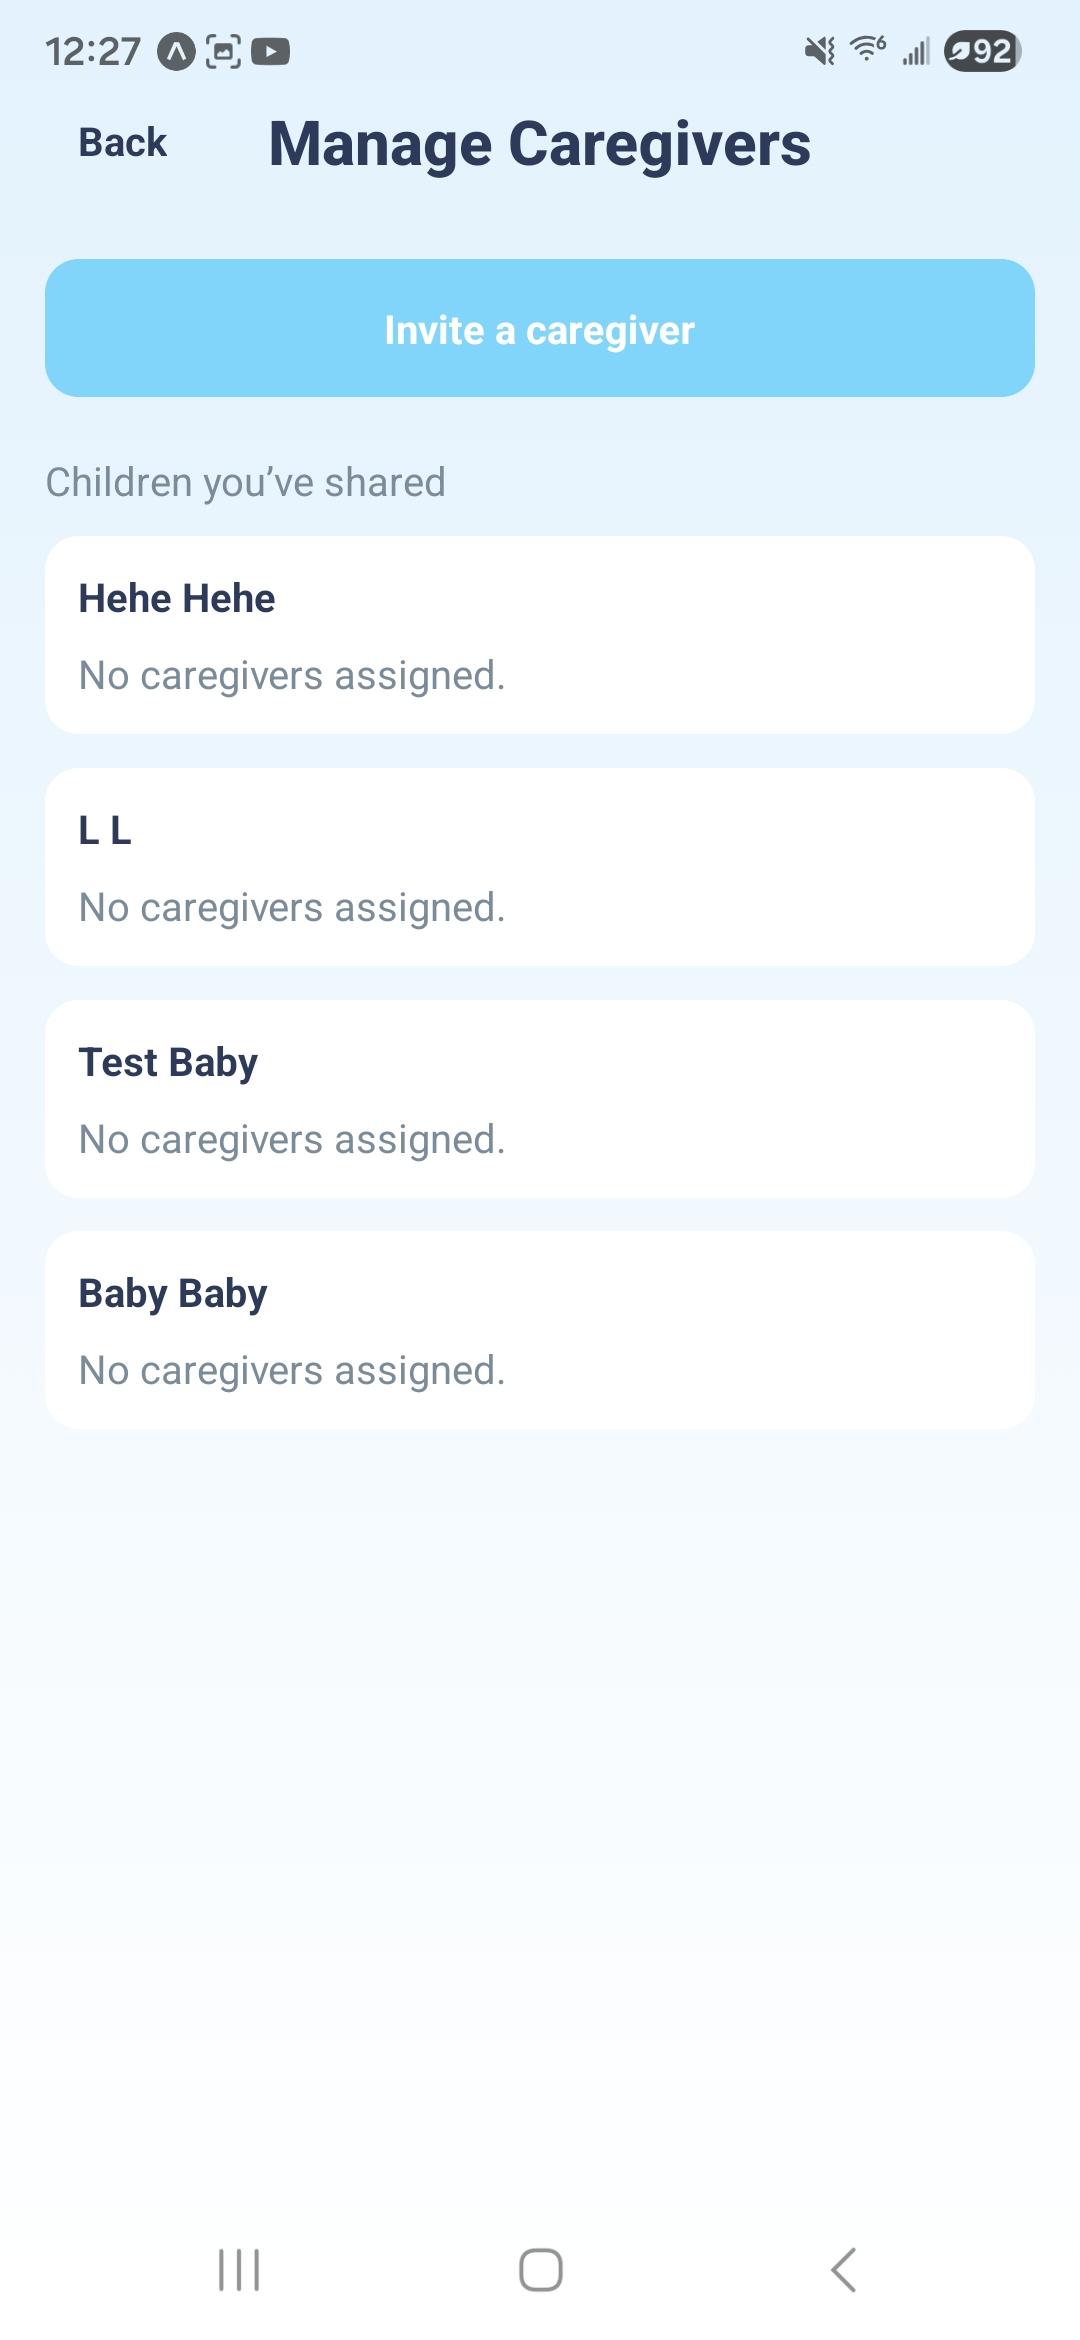 12:27
6
92
Back
Manage Caregivers
Invite a caregiver
Children you’ve shared
Hehe Hehe
No caregivers assigned.
L L
No caregivers assigned.
Test Baby
No caregivers assigned.
Baby Baby
No caregivers assigned.